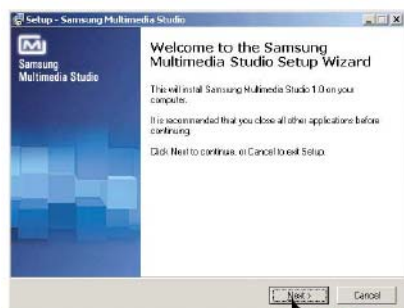 Setup - Samsung Multimedia Studio
Samsung
Multimedia Studio
Welcome to the Samsung
Multimedia Studio Setup Wizard
This will install Samsung Multimedia Studio 1.0 on your
computer.
It is recommended that you close all other applications before
continuing.
Click Next to continue, or Cancel to exit Setup.
Next >
Cancel